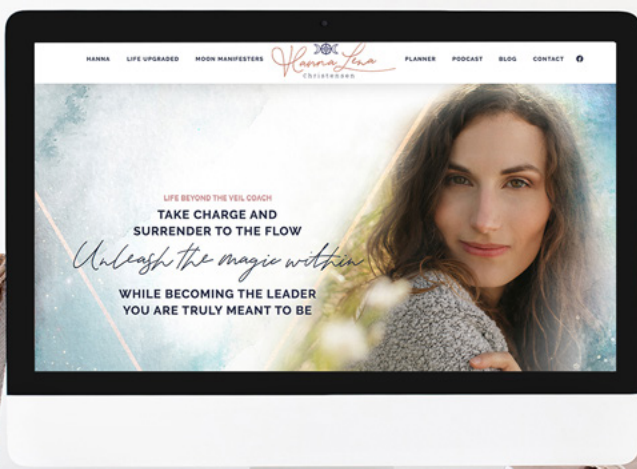 HANNA LIFE UPGRADED MOON MANIFESTERS Hanna Lena PLANNER PODCAST BLOG CONTACT
Christensen
LIFE BEYOND THE VEIL COACH
TAKE CHARGE AND
SURRENDER TO THE FLOW
Unleash the magic within
WHILE BECOMING THE LEADER
YOU ARE TRULY MEANT TO BE